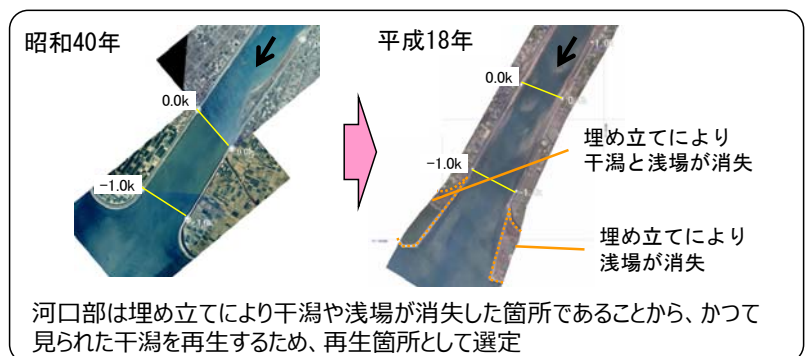 昭和40年
0.0k
-1.0k
平成18年
0.0k
-1.0k
埋め立てにより
干潟と浅場が消失
埋め立てにより
浅場が消失
河口部は埋め立てにより干潟や浅場が消失した箇所であることから、かつて
見られた干潟を再生するため、再生箇所として選定